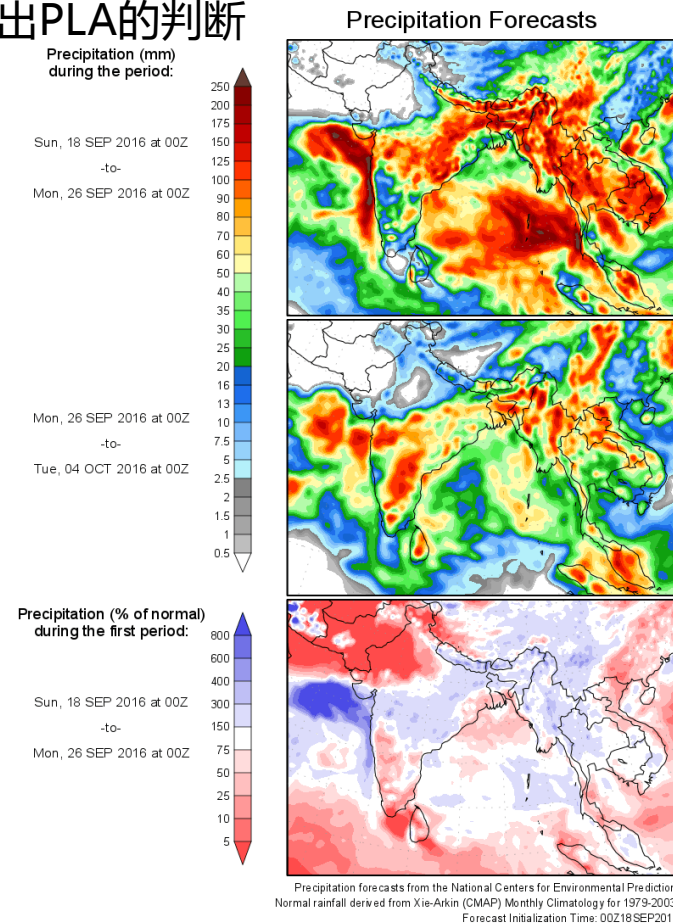 出PLA的判断
Precipitation Forecasts
Precipitation (mm)
during the period:
Sun, 18 SEP 2016 at 00Z
-to-
Mon, 26 SEP 2016 at 00Z
250
200
175
150
125
100
90
80
70
60
50
40
35
30
25
20
16
13
10
7.5
5
2.5
2
1.5
1
0.5
Mon, 26 SEP 2016 at 00Z
-to-
Tue, 04 OCT 2016 at 00Z
Precipitation (% of normal)
during the first period:
Sun, 18 SEP 2016 at 00Z
-to-
Mon, 26 SEP 2016 at 00Z
800
600
400
300
150
75
50
25
10
5
Precipitation forecasts from the National Centers for Environmental Prediction
Normal rainfall derived from Xie-Arkin (CMAP) Monthly Climatology for 1979-2003
Forecast Initialization Time: 00Z18SEP201